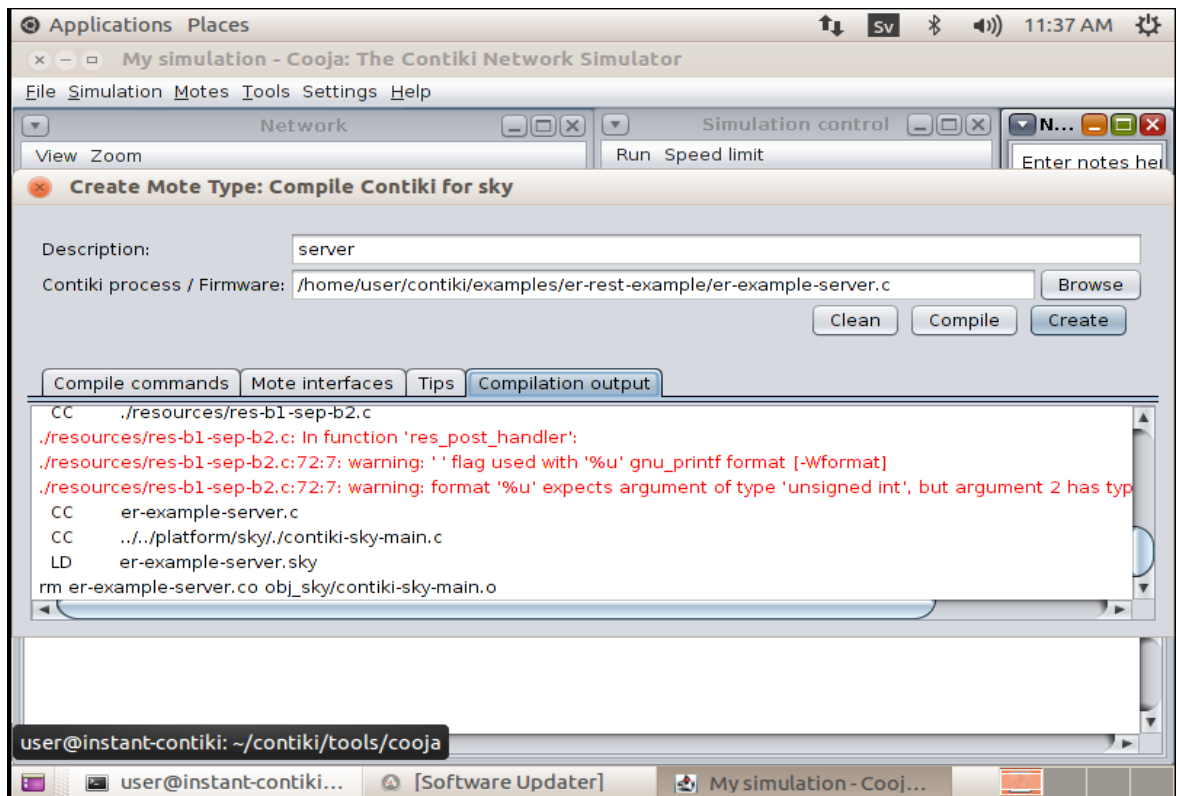 Applications Places Sv 11:37 AM
My simulation - Cooja: The Contiki Network Simulator
File Simulation Motes Tools Settings Help
Network
Simulation control
N...
View Zoom
Run Speed limit
Enter notes her
Create Mote Type: Compile Contiki for sky
Description: server
Contiki process / Firmware: /home/user/contiki/examples/er-rest-example/er-example-server.c Browse
Clean Compile Create
Compile commands Mote interfaces Tips Compilation output
CC ./resources/res-b1-sep-b2.c
./resources/res-b1-sep-b2.c: In function 'res_post_handler':
./resources/res-b1-sep-b2.c:72:7: warning: ' ' flag used with '%u' gnu_printf format [-Wformat]
./resources/res-b1-sep-b2.c:72:7: warning: format '%u' expects argument of type 'unsigned int', but argument 2 has typ
CC er-example-server.c
CC ../../platform/sky/./contiki-sky-main.c
LD er-example-server.sky
rm er-example-server.co obj_sky/contiki-sky-main.o
user@instant-contiki: ~/contiki/tools/cooja
user@instant-contiki... [Software Updater] My simulation - Cooj...